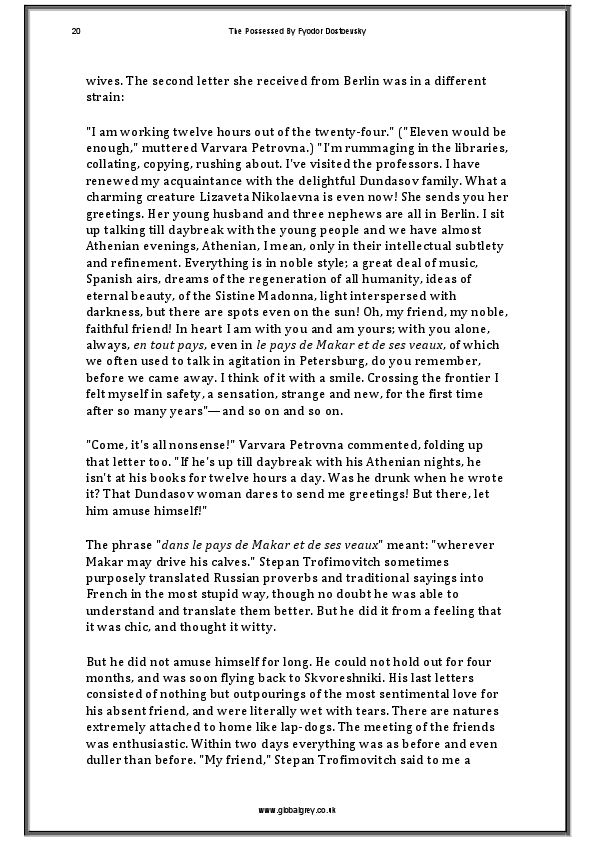 20
The Possessed By Fyodor Dostoevsky
wives. The second letter she received from Berlin was in a different
strain:
"I am working twelve hours out of the twenty-four." ("Eleven would be
enough," muttered Varvara Petrovna.) "I'm rummaging in the libraries,
collating, copying, rushing about. I've visited the professors. I have
renewed my acquaintance with the delightful Dundasov family. What a
charming creature Lizaveta Nikolaevna is even now! She sends you her
greetings. Her young husband and three nephews are all in Berlin. I sit
up talking till daybreak with the young people and we have almost
Athenian evenings, Athenian, I mean, only in their intellectual subtlety
and refinement. Everything is in noble style; a great deal of music,
Spanish airs, dreams of the regeneration of all humanity, ideas of
eternal beauty, of the Sistine Madonna, light interspersed with
darkness, but there are spots even on the sun! Oh, my friend, my noble,
faithful friend! In heart I am with you and am yours; with you alone,
always, en tout pays, even in le pays de Makar et de ses veaux, of which
we often used to talk in agitation in Petersburg, do you remember,
before we came away. I think of it with a smile. Crossing the frontier I
felt myself in safety, a sensation, strange and new, for the first time
after so many years"—and so on and so on.
"Come, it's all nonsense!" Varvara Petrovna commented, folding up
that letter too. "If he's up till daybreak with his Athenian nights, he
isn't at his books for twelve hours a day. Was he drunk when he wrote
it? That Dundasov woman dares to send me greetings! But there, let
him amuse himself!"
The phrase "dans le pays de Makar et de ses veaux" meant: "wherever
Makar may drive his calves." Stepan Trofimovitch sometimes
purposely translated Russian proverbs and traditional sayings into
French in the most stupid way, though no doubt he was able to
understand and translate them better. But he did it from a feeling that
it was chic, and thought it witty.
But he did not amuse himself for long. He could not hold out for four
months, and was soon flying back to Skvoreshniki. His last letters
consisted of nothing but outpourings of the most sentimental love for
his absent friend, and were literally wet with tears. There are natures
extremely attached to home like lap-dogs. The meeting of the friends
was enthusiastic. Within two days everything was as before and even
duller than before. "My friend," Stepan Trofimovitch said to me a
www.globalgrey.co.uk